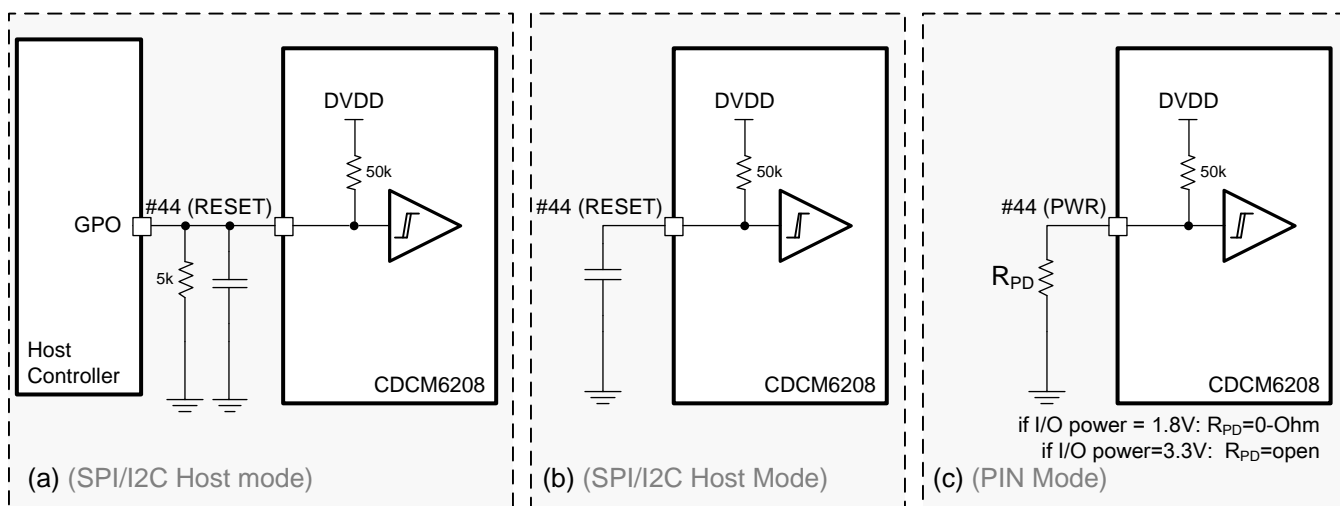 DVDD
50k
#44 (RESET)
GPO
5k
Host
Controller
CDCM6208
(a) (SPI/I2C Host mode)
DVDD
50k
#44 (RESET)
CDCM6208
(b) (SPI/I2C Host Mode)
DVDD
50k
#44 (PWR)
RPD
CDCM6208
if I/O power = 1.8V: RPD=0-Ohm
if I/O power=3.3V: RPD=open
(c) (PIN Mode)